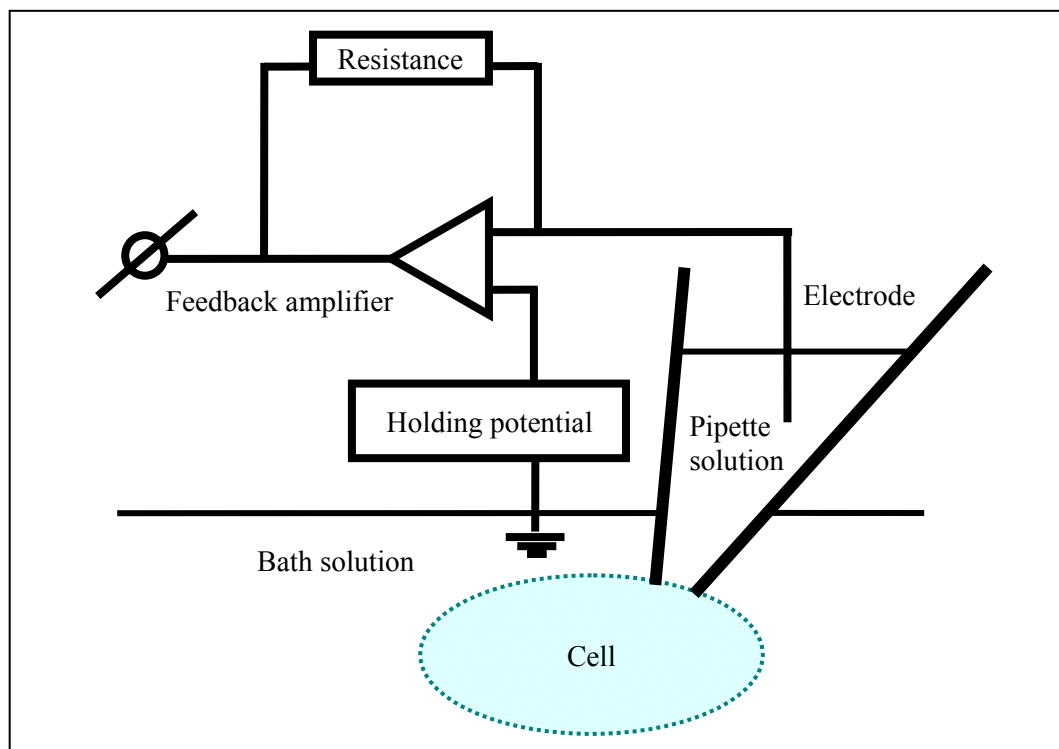 Resistance
Feedback amplifier
Electrode
Holding potential
Pipette
solution
Bath solution
Cell